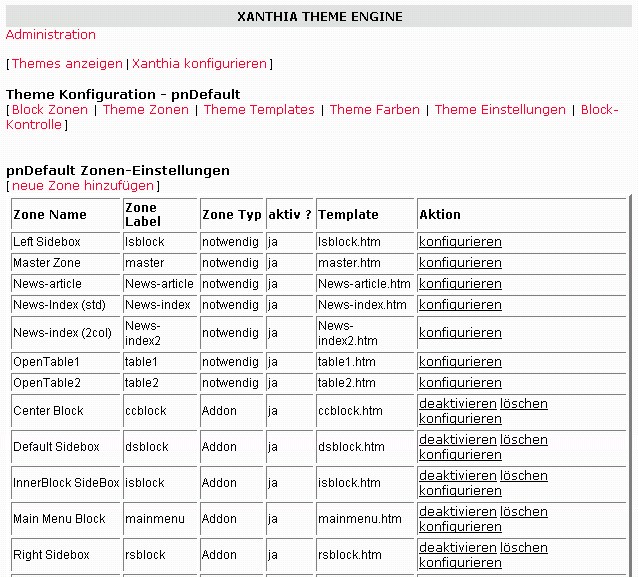 XANTHIA THEME ENGINE
Administration
[Themes anzeigen | Xanthia konfigurieren]
Theme Konfiguration - pnDefault
[Block Zonen | Theme Zonen | Theme Templates | Theme Farben | Theme Einstellungen | Block-
Kontrolle]
pnDefault Zonen-Einstellungen
[neue Zone hinzufügen]
Zone Name Zone Label Zone Typ aktiv ? Template Aktion
Left Sidebox lsblock notwendig ja lsblock.htm konfigurieren
Master Zone master notwendig ja master.htm konfigurieren
News-article News-article notwendig ja News-article.htm konfigurieren
News-Index (std) News-index notwendig ja News-index.htm konfigurieren
News-index (2col) News-index2 notwendig ja News-index2.htm konfigurieren
OpenTable1 table1 notwendig ja table1.htm konfigurieren
OpenTable2 table2 notwendig ja table2.htm konfigurieren
Center Block ccblock Addon ja ccblock.htm deaktivieren löschen konfigurieren
Default Sidebox dsblock Addon ja dsblock.htm deaktivieren löschen konfigurieren
InnerBlock SideBox isblock Addon ja isblock.htm deaktivieren löschen konfigurieren
Main Menu Block mainmenu Addon ja mainmenu.htm deaktivieren löschen konfigurieren
Right Sidebox rsblock Addon ja rsblock.htm deaktivieren löschen konfigurieren